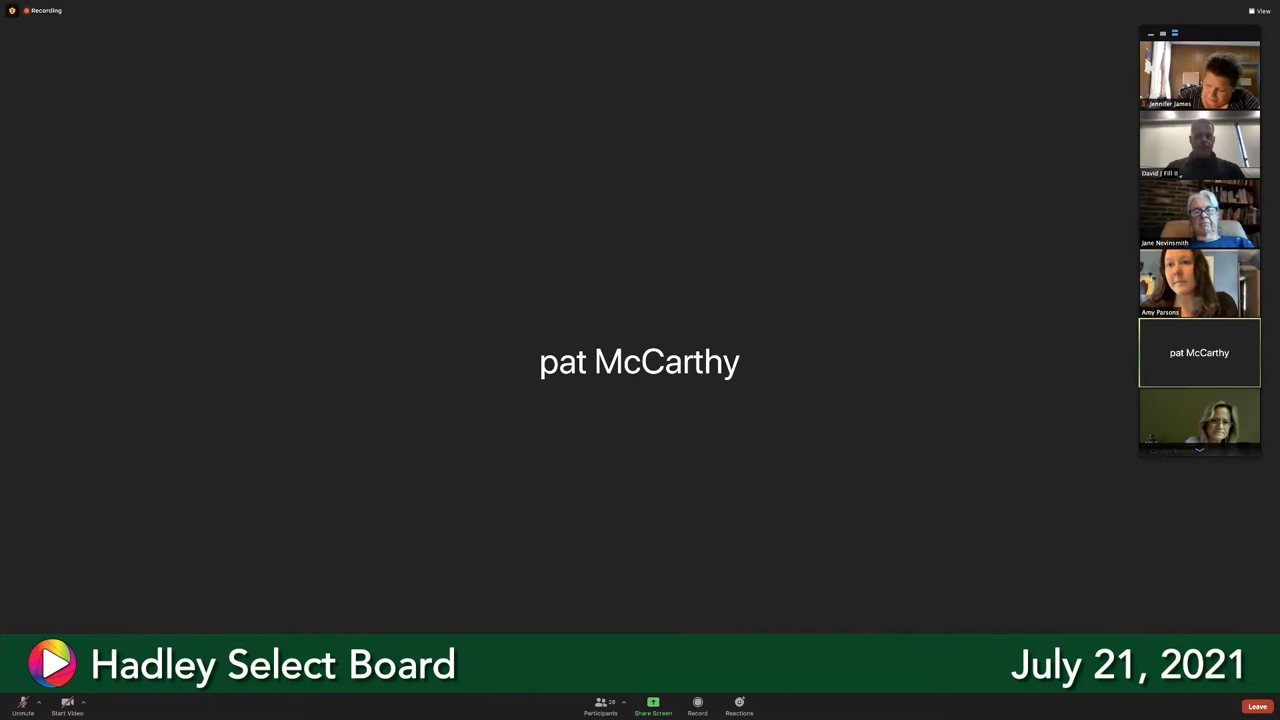 Recording
View
Jennifer James
David J Fill II
Jane Nevinsmith
Amy Parsons
pat McCarthy
pat McCarthy
Hadley Select Board
July 21, 2021
Unmute
Start Video
Participants
28
Share Screen
Record
Reactions
Leave